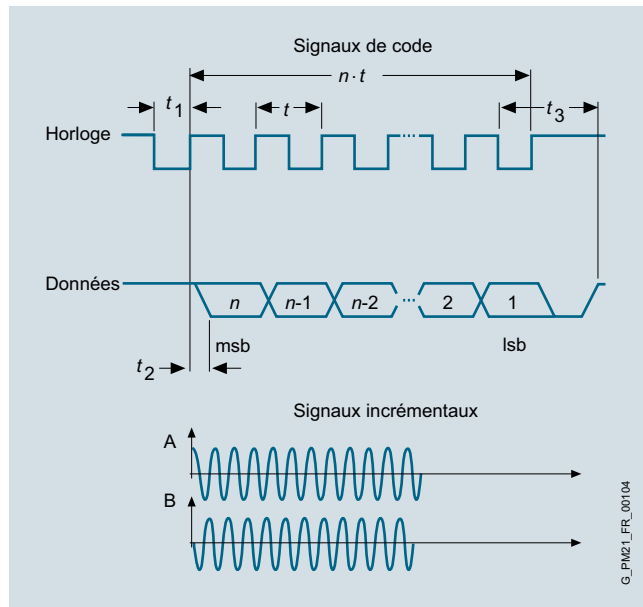 Signaux de code
n · t
t1
t
t3
Horloge
Données
n
n-1
n-2
2
1
msb
lsb
t2
Signaux incrémentaux
A
B
G_PM21_FR_00104